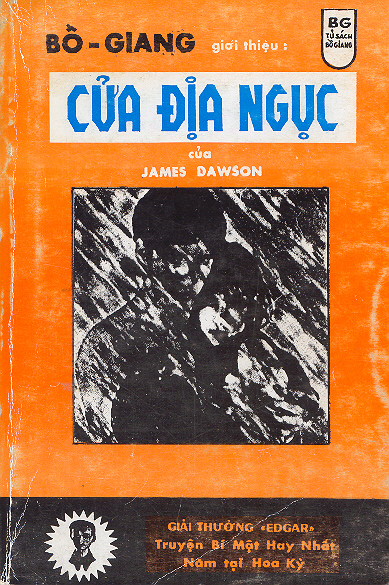 BỒ-GIANG giới thiệu :
BG
TỦ SÁCH
BỒ GIANG
CỬA ĐỊA NGỤC
của
JAMES DAWSON
GIẢI THƯỞNG «EDGAR»
Truyện Bí Mật Hay Nhất
Năm tại Hoa Kỳ